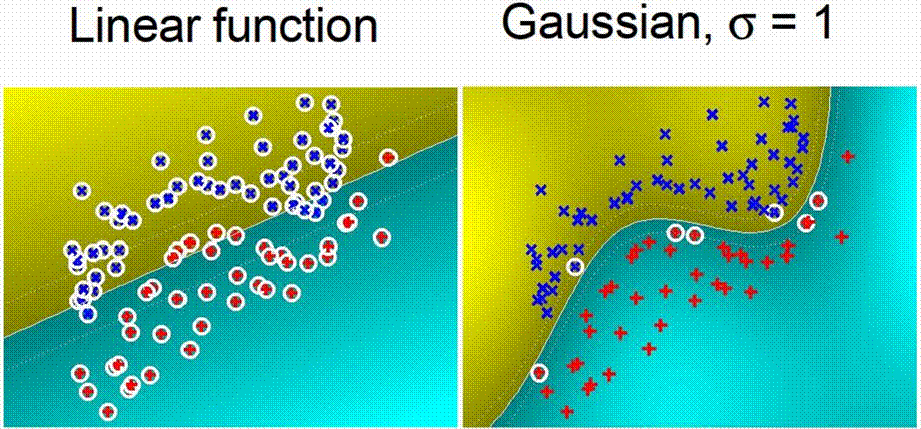 Linear function
Gaussian, σ = 1